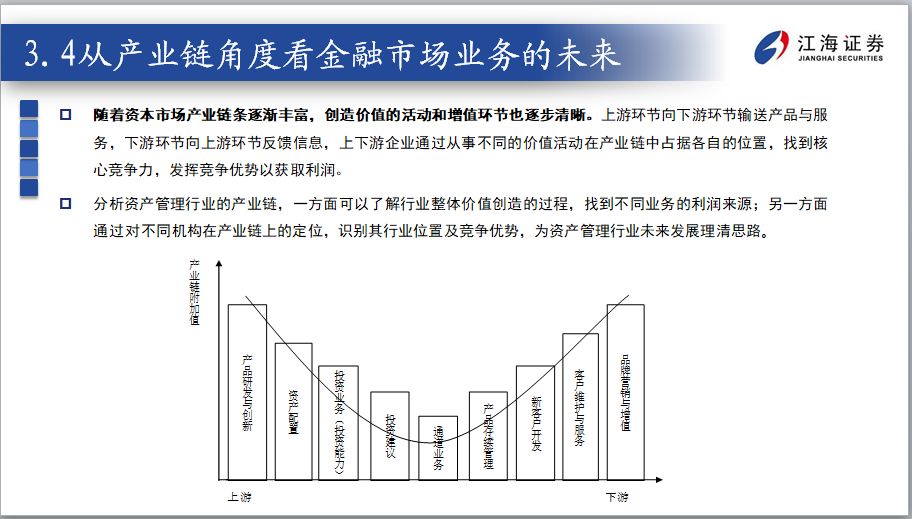 3.4从产业链角度看金融市场业务的未来
江海证券
JIANGHAI SECURITIES
随着资本市场产业链条逐渐丰富，创造价值的活动和增值环节也逐步清晰。上游环节向下游环节输送产品与服
务，下游环节向上游环节反馈信息，上下游企业通过从事不同的价值活动在产业链中占据各自的位置，找到核
心竞争力，发挥竞争优势以获取利润。
分析资产管理行业的产业链，一方面可以了解行业整体价值创造的过程，找到不同业务的利润来源；另一方面
通过对不同机构在产业链上的定位，识别其行业位置及竞争优势，为资产管理行业未来发展理清思路。
产业链附加值
产品研发与创新
资产配置
投资业务（投资能力）
投资建议
通道业务
产品存续管理
新客户开发
客户维护与服务
品牌营销与增值
上游
下游